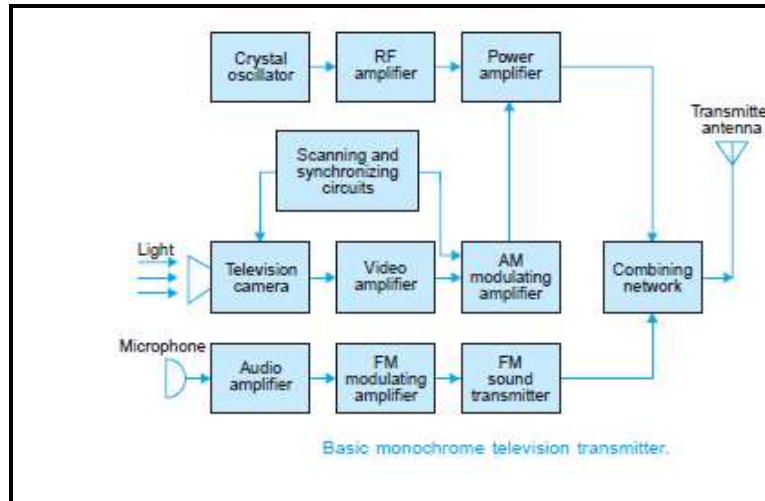 Crystal
oscillator
RF
amplifier
Power
amplifier
Transmitte
antenna
Scanning and
synchronizing
circuits
Light
Television
camera
Video
amplifier
AM
modulating
amplifier
Combining
network
Microphone
Audio
amplifier
FM
modulating
amplifier
FM
sound
transmitter
Basic monochrome television transmitter.